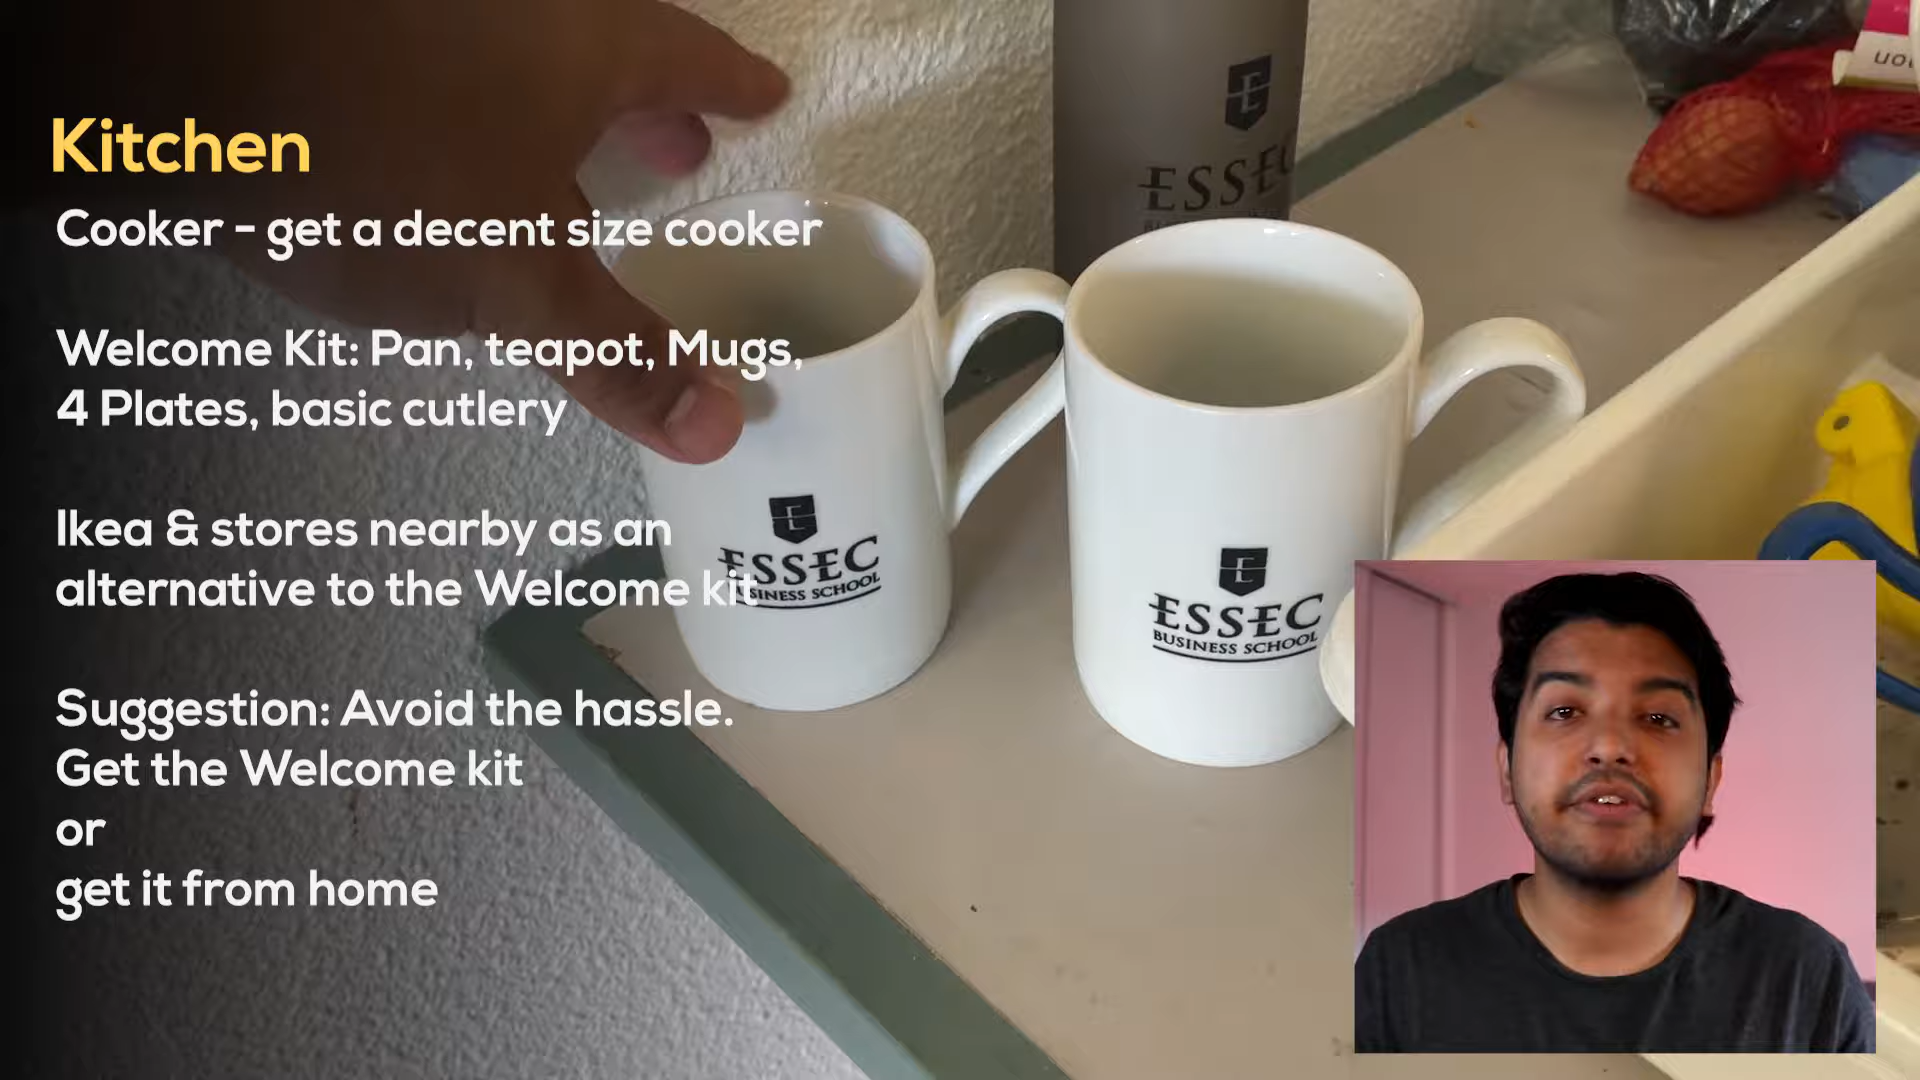 Kitchen
Cooker - get a decent size cooker
Welcome Kit: Pan, teapot, Mugs,
4 Plates, basic cutlery
Ikea & stores nearby as an
alternative to the Welcome kit
Suggestion: Avoid the hassle.
Get the Welcome kit
or
get it from home
ESSEC
ESSEC
BUSINESS SCHOOL
ESSEC
BUSINESS SCHOOL